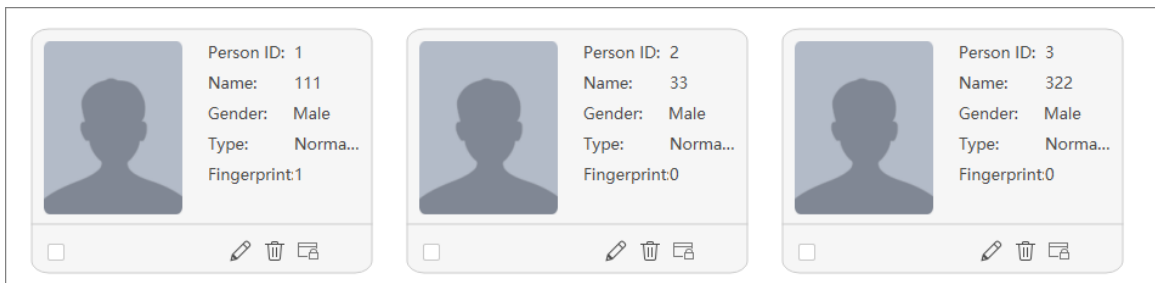 Person ID: 1
Name: 111
Gender: Male
Type: Norma...
Fingerprint:1
Person ID: 2
Name: 33
Gender: Male
Type: Norma...
Fingerprint:0
Person ID: 3
Name: 322
Gender: Male
Type: Norma...
Fingerprint:0